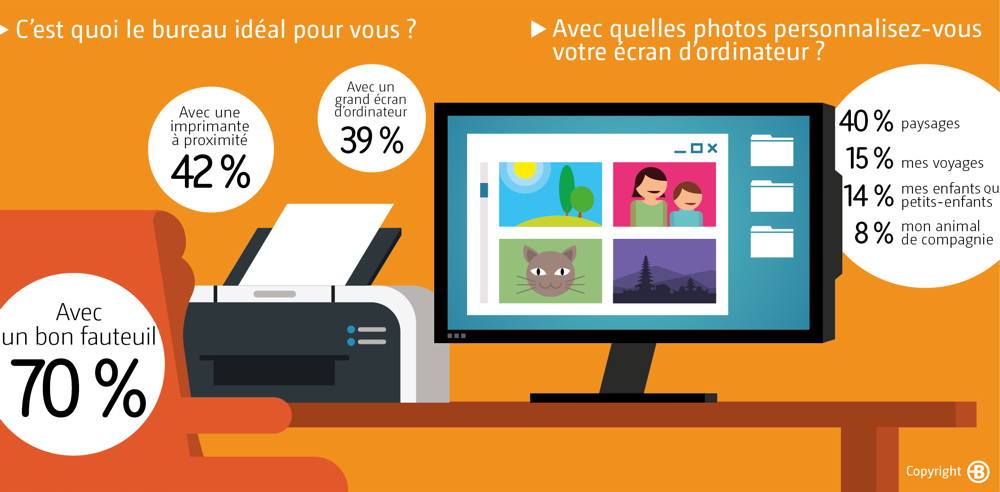 C'est quoi le bureau idéal pour vous ?
Avec une
imprimante
à proximité
42 %
Avec un
grand écran
d'ordinateur
39 %
Avec
un bon fauteuil
70 %
Avec quelles photos personnalisez-vous
votre écran d'ordinateur ?
40 % paysages
15 % mes voyages
14 % mes enfants ou
petits-enfants
8 % mon animal
de compagnie
Copyright B